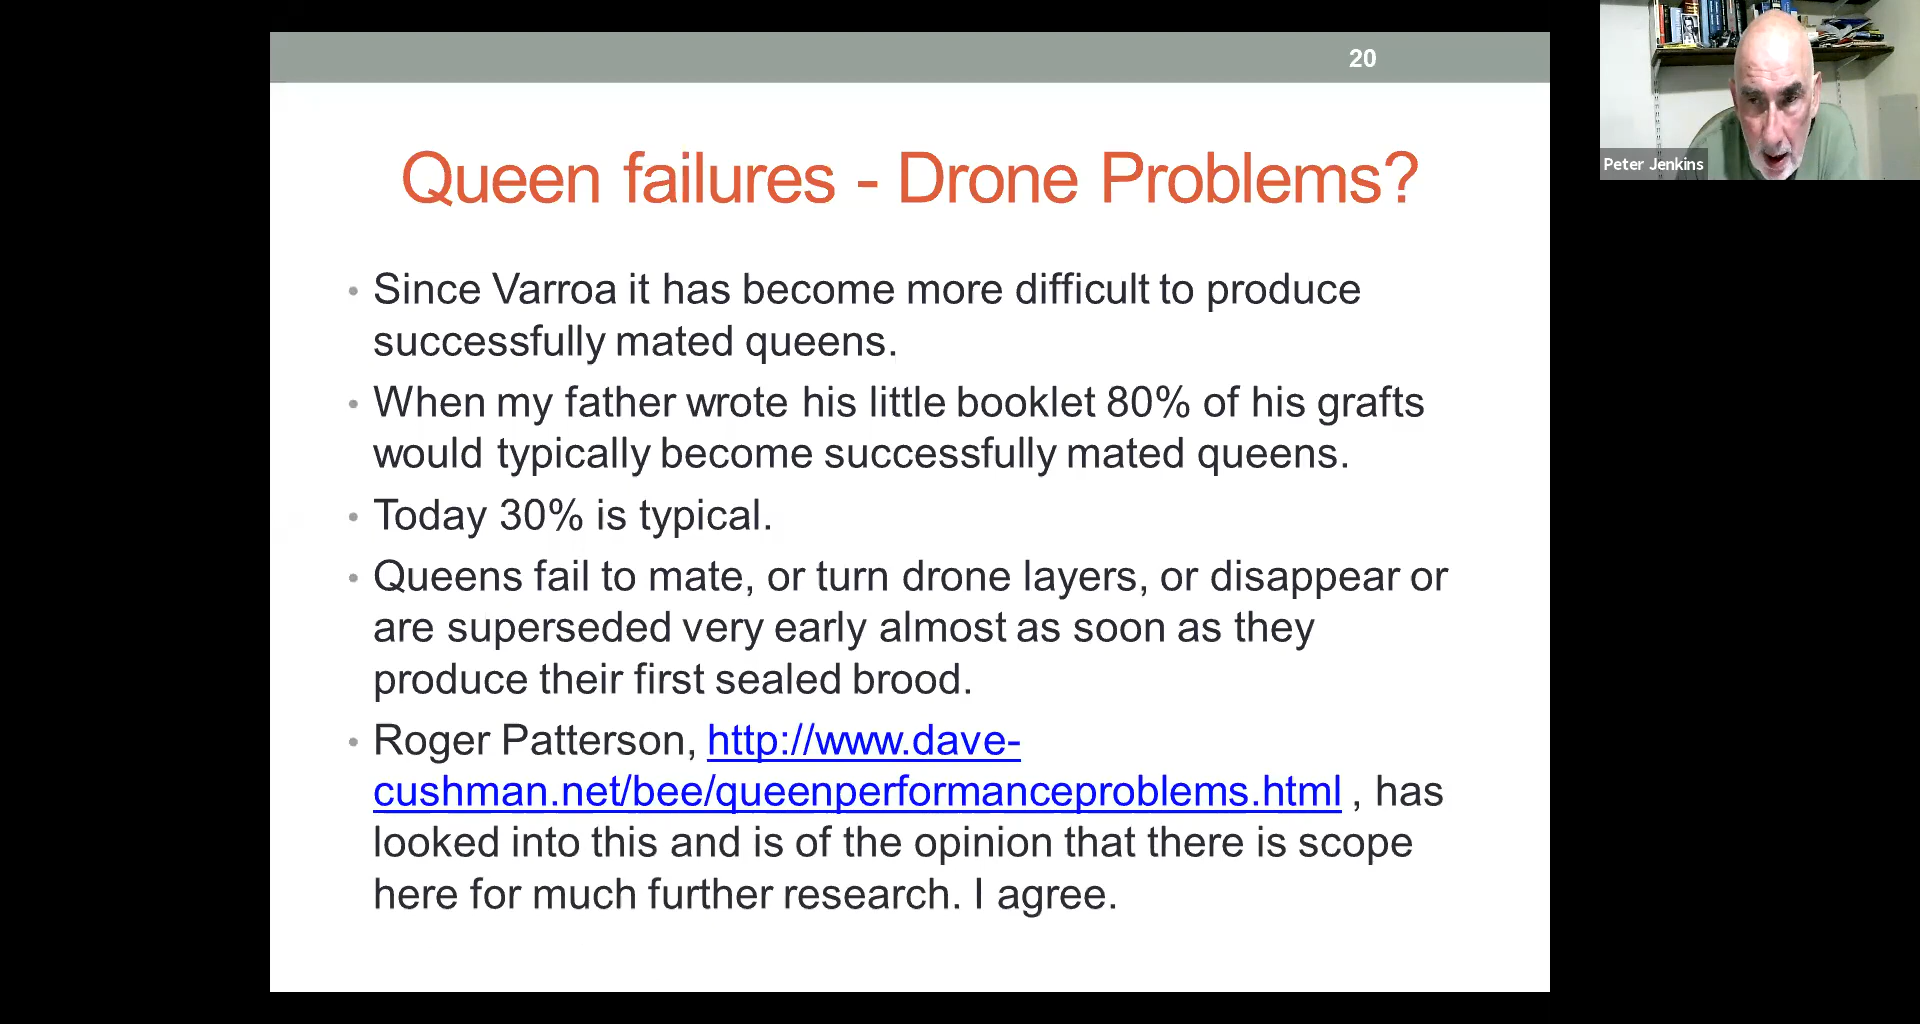 20
Queen failures - Drone Problems?
• Since Varroa it has become more difficult to produce
successfully mated queens.
• When my father wrote his little booklet 80% of his grafts
would typically become successfully mated queens.
• Today 30% is typical.
• Queens fail to mate, or turn drone layers, or disappear or
are superseded very early almost as soon as they
produce their first sealed brood.
• Roger Patterson, http://www.dave-
cushman.net/bee/queenperformanceproblems.html , has
looked into this and is of the opinion that there is scope
here for much further research. I agree.
Peter Jenkins